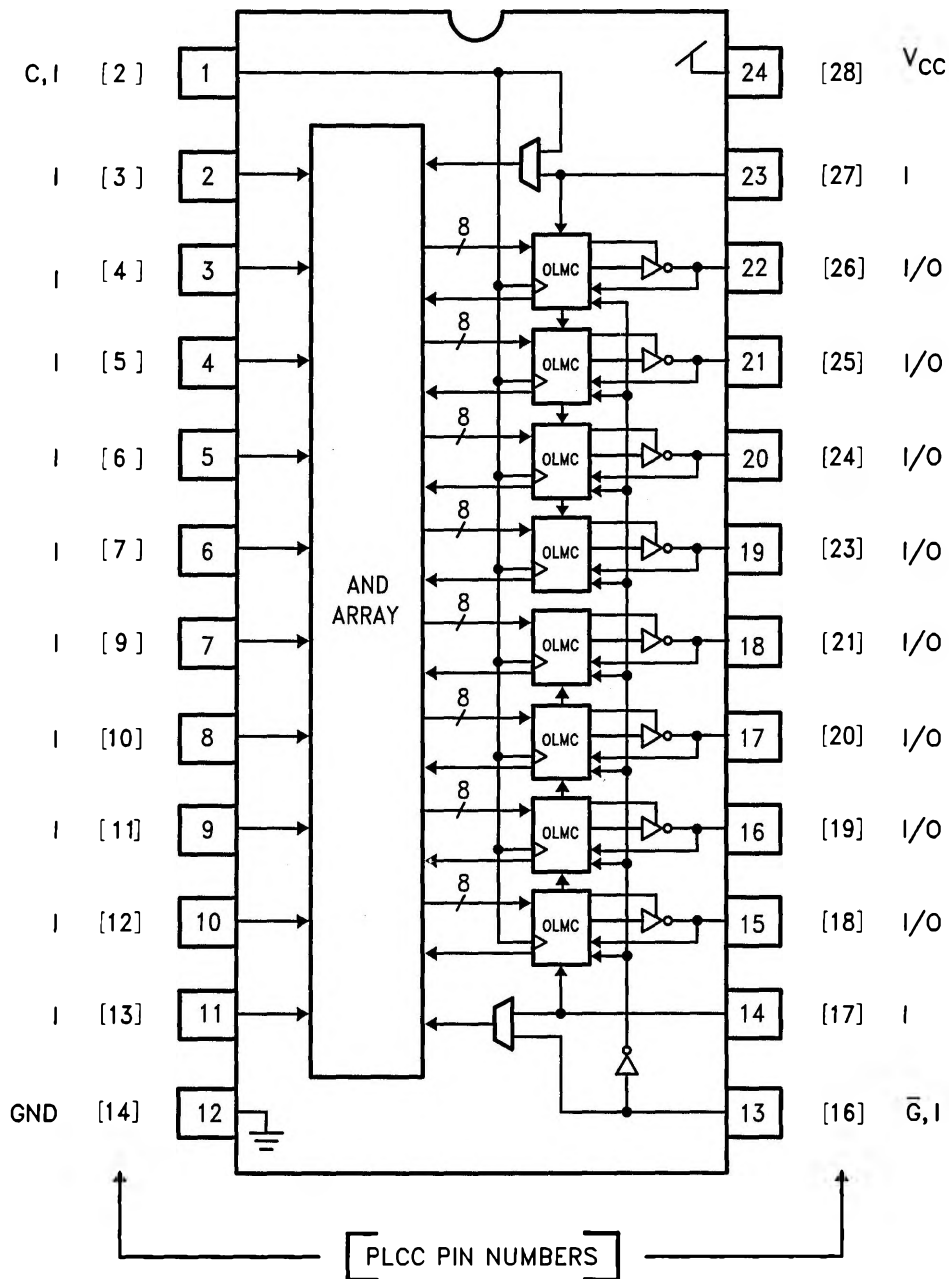 C,I [2] 1 24 [28] VCC
I [3] 2 23 [27] I
8
I [4] 3 OLMC 22 [26] I/O
8
I [5] 4 OLMC 21 [25] I/O
8
I [6] 5 OLMC 20 [24] I/O
8
I [7] 6 OLMC 19 [23] I/O
AND
ARRAY
8
I [9] 7 OLMC 18 [21] I/O
8
I [10] 8 OLMC 17 [20] I/O
8
I [11] 9 OLMC 16 [19] I/O
8
I [12] 10 OLMC 15 [18] I/O
I [13] 11 14 [17] I
GND [14] 12 13 [16] G̅,I
[PLCC PIN NUMBERS]